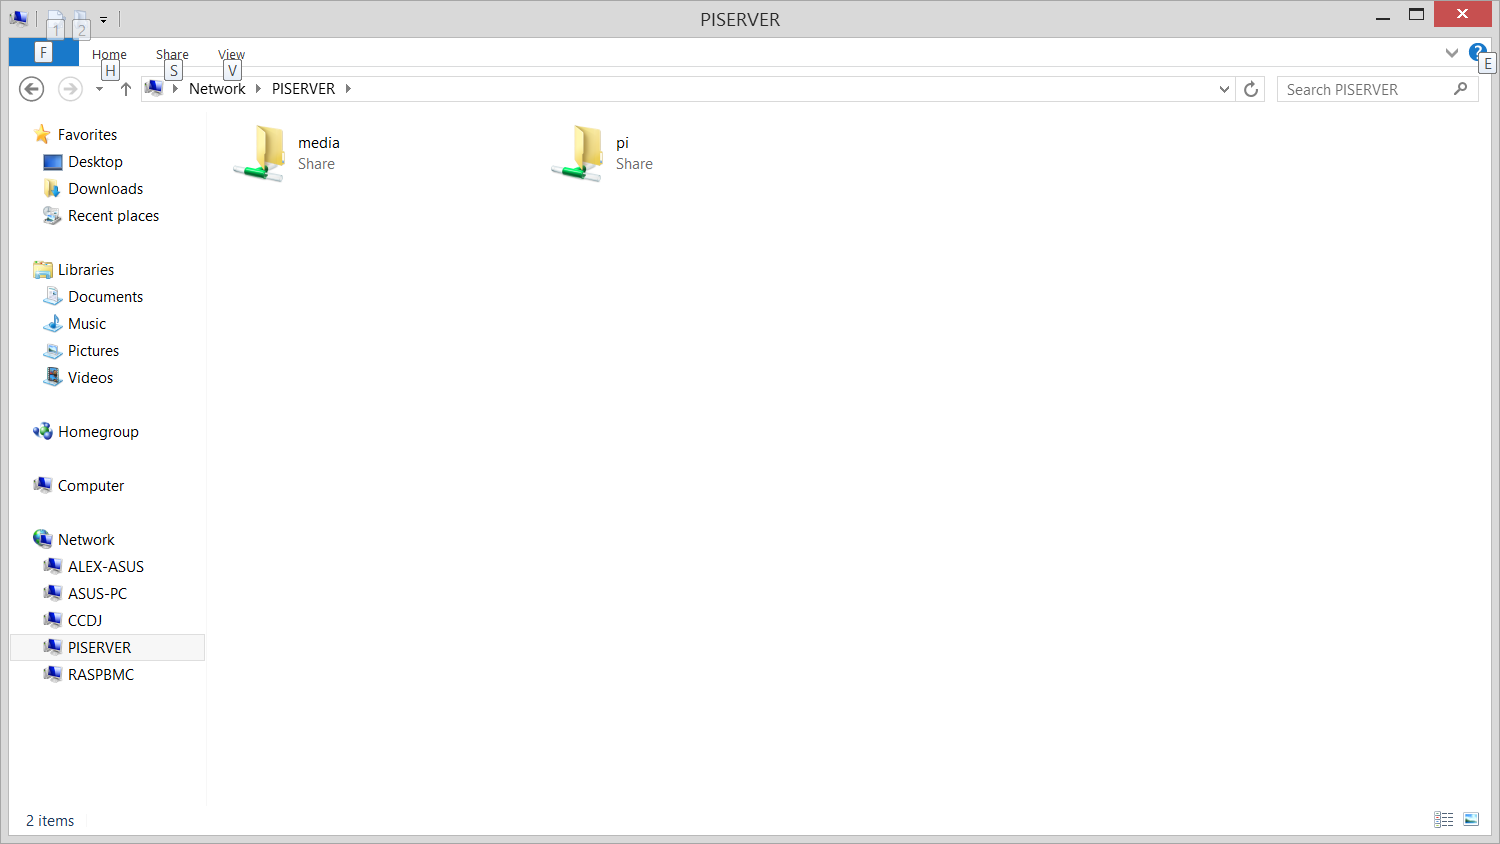 PISERVER
1 2
F
Home Share View
H S V E
Network PISERVER
Search PISERVER
Favorites
Desktop
Downloads
Recent places
Libraries
Documents
Music
Pictures
Videos
Homegroup
Computer
Network
ALEX-ASUS
ASUS-PC
CCDJ
PISERVER
RASPBMC
media
Share
pi
Share
2 items